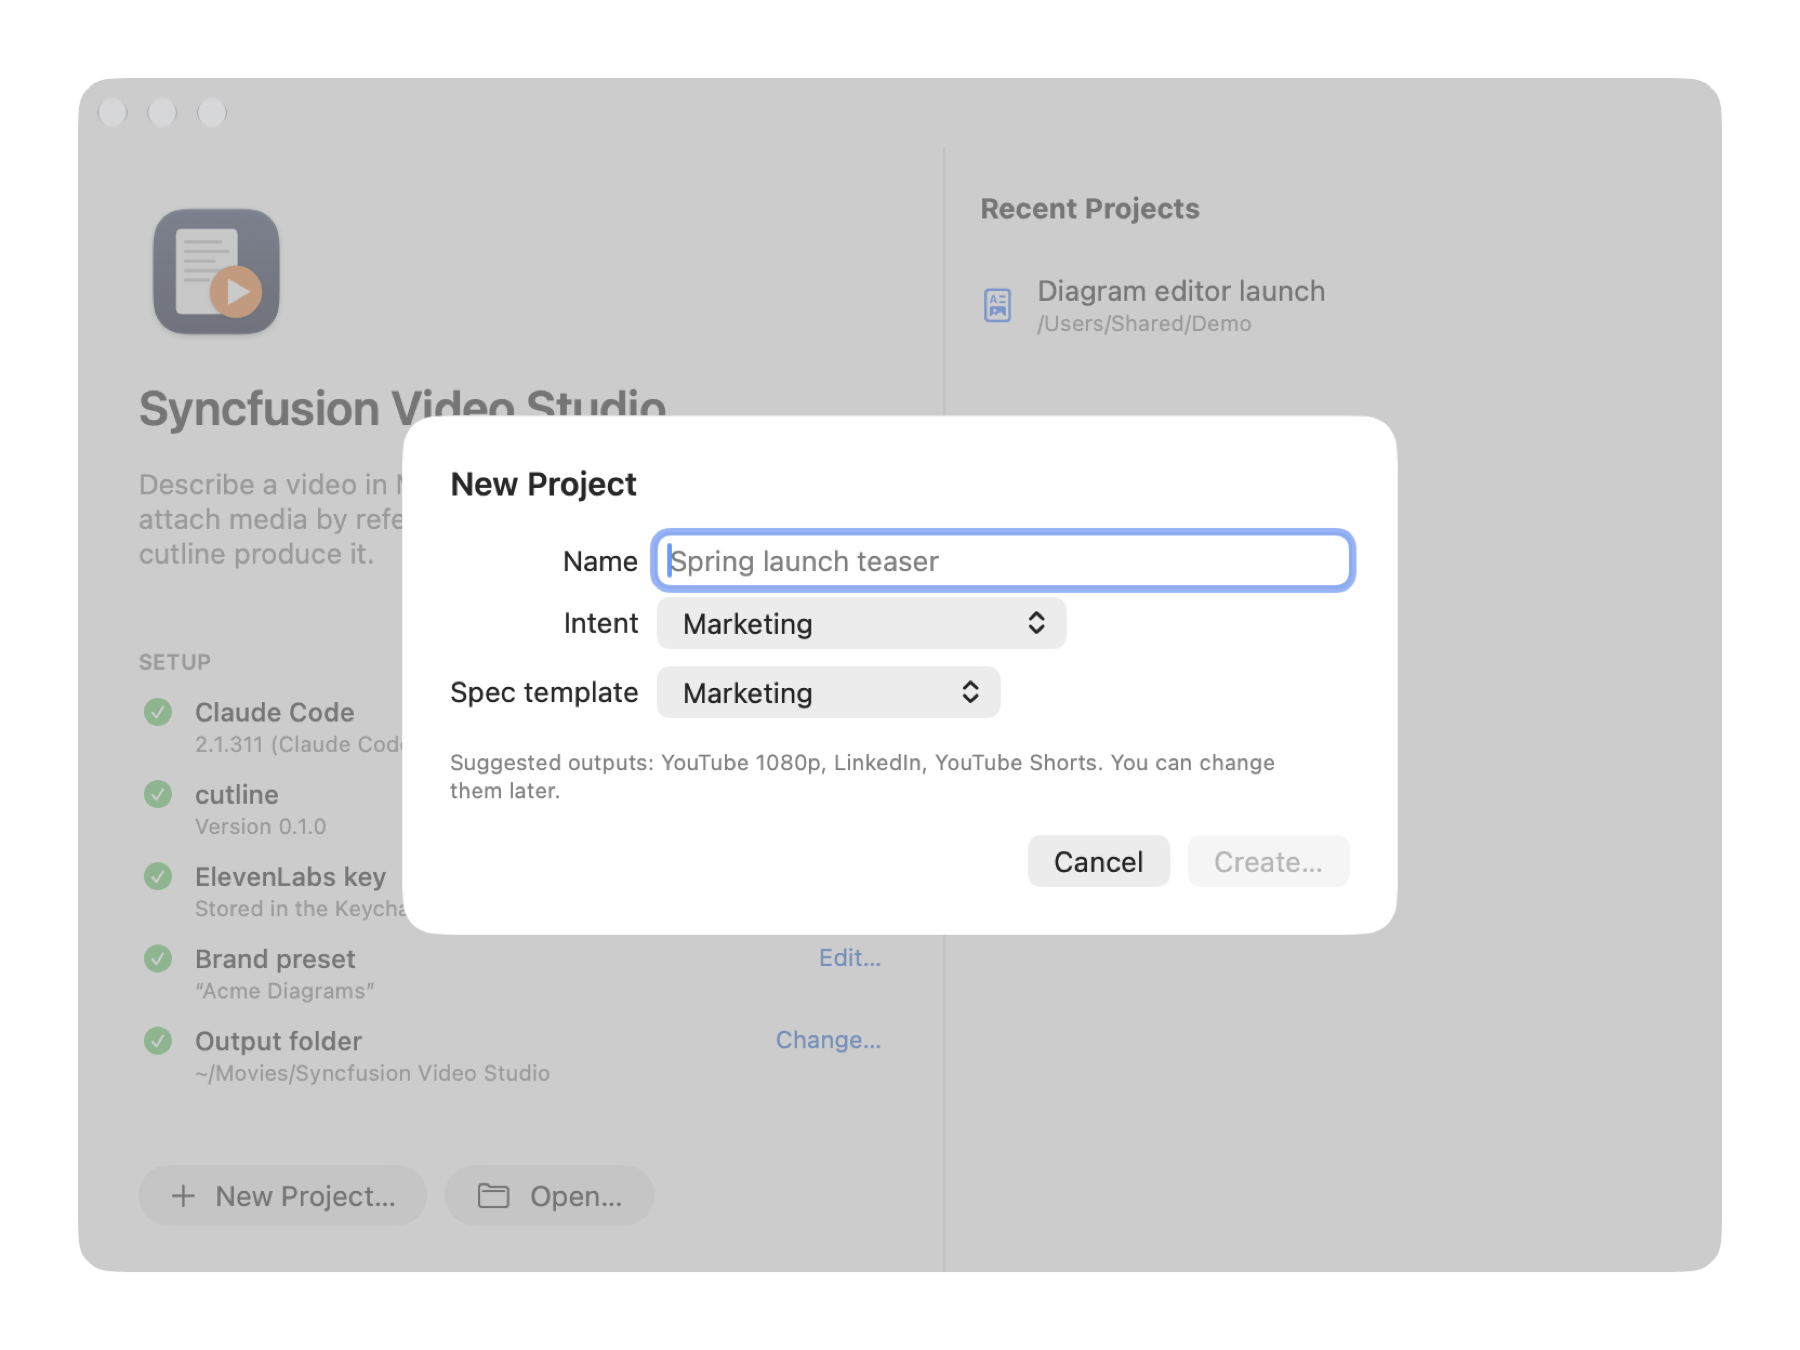 Syncfusion Video Studio
Describe a video in
attach media by refe
cutline produce it.
SETUP
Claude Code
2.1.311 (Claude Code
cutline
Version 0.1.0
ElevenLabs key
Stored in the Keycha
Brand preset
Edit...
“Acme Diagrams”
Output folder
Change...
~/Movies/Syncfusion Video Studio
New Project...
Open...
Recent Projects
Diagram editor launch
/Users/Shared/Demo
New Project
Name
Spring launch teaser
Intent
Marketing
Spec template
Marketing
Suggested outputs: YouTube 1080p, LinkedIn, YouTube Shorts. You can change
them later.
Cancel
Create...